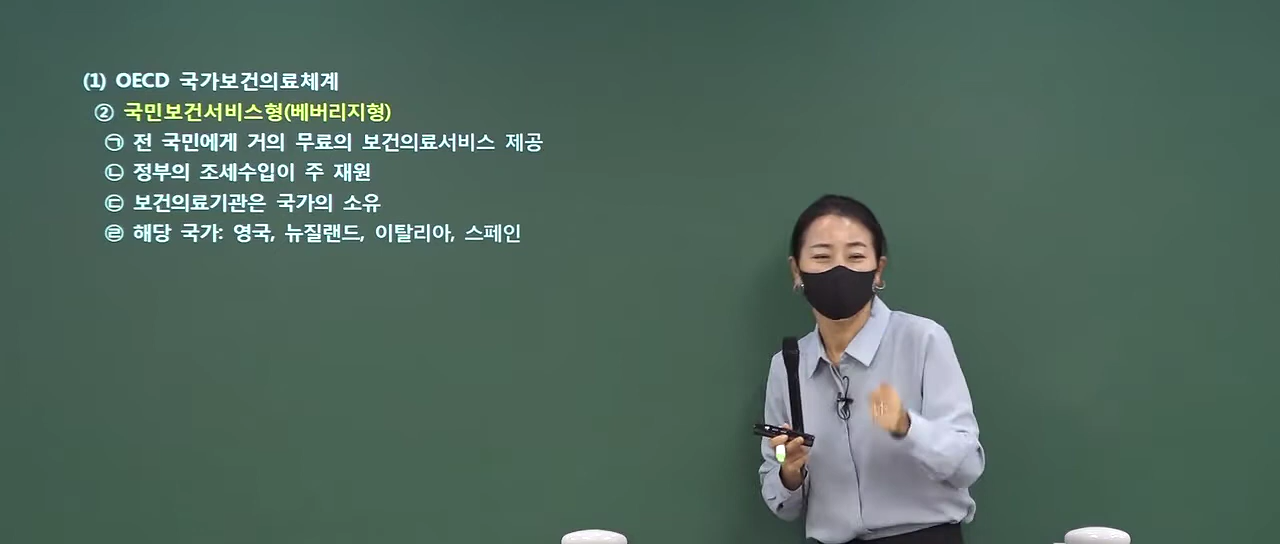 (1) OECD 국가보건의료체계
② 국민보건서비스형(베버리지형)
㉠ 전 국민에게 거의 무료의 보건의료서비스 제공
㉡ 정부의 조세수입이 주 재원
㉢ 보건의료기관은 국가의 소유
㉣ 해당 국가: 영국, 뉴질랜드, 이탈리아, 스페인